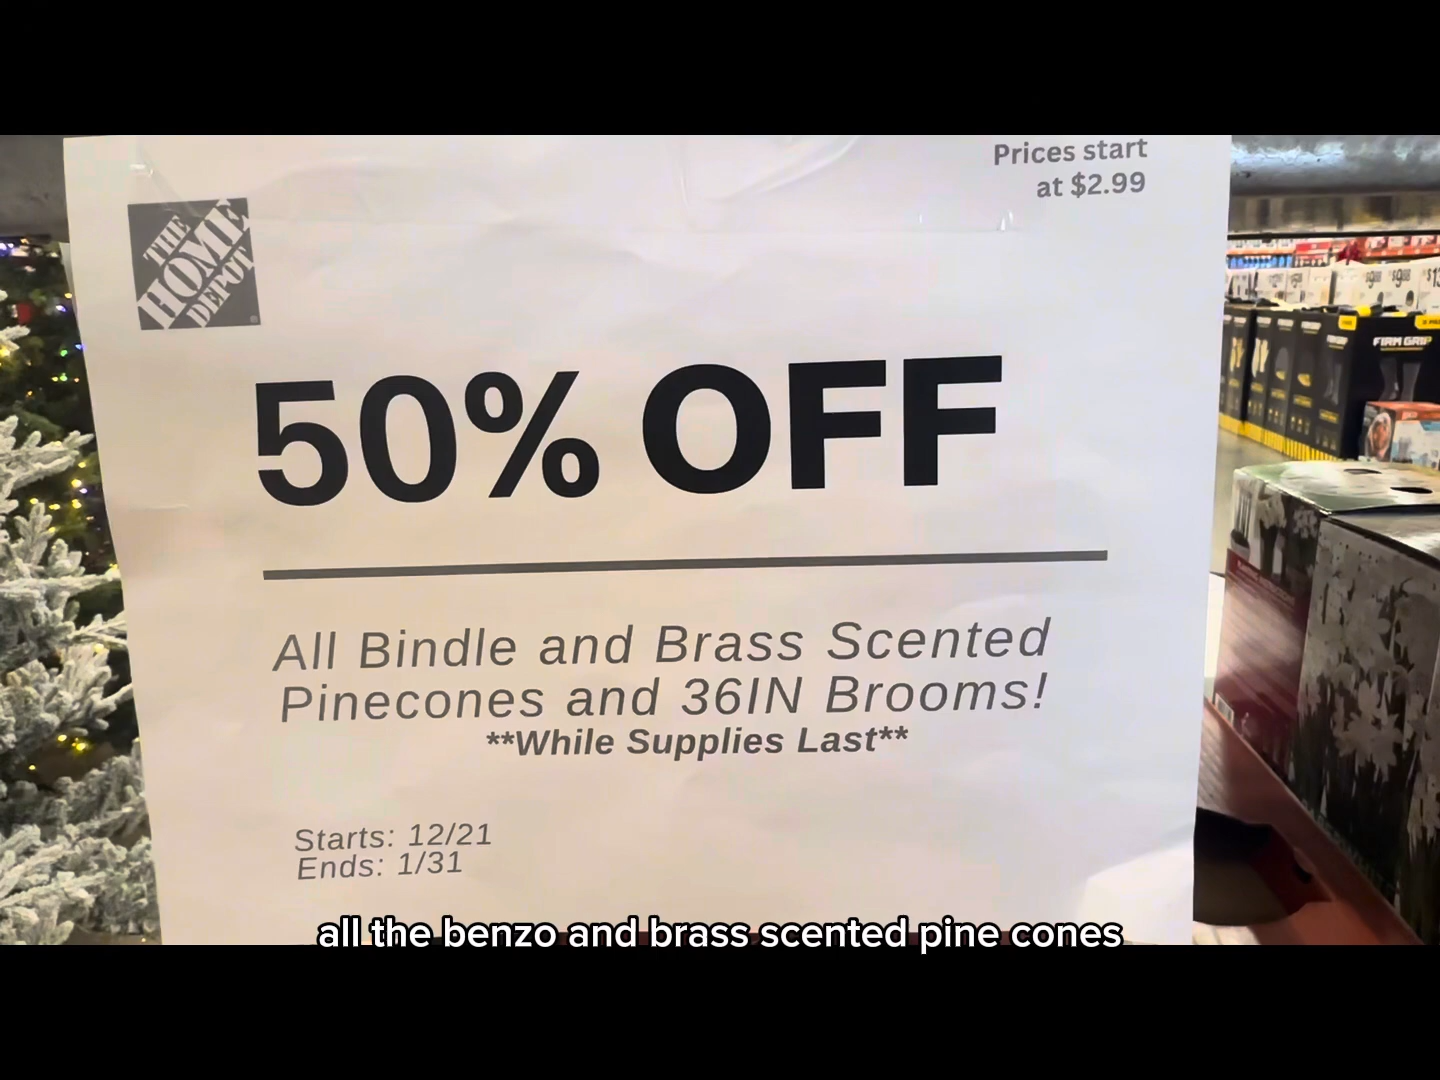 Prices start
at $2.99
THE
HOME
DEPOT
50% OFF
All Bindle and Brass Scented
Pinecones and 36IN Brooms!
**While Supplies Last**
Starts: 12/21
Ends: 1/31
FIRM GRIP
all the benzo and brass scented pine cones